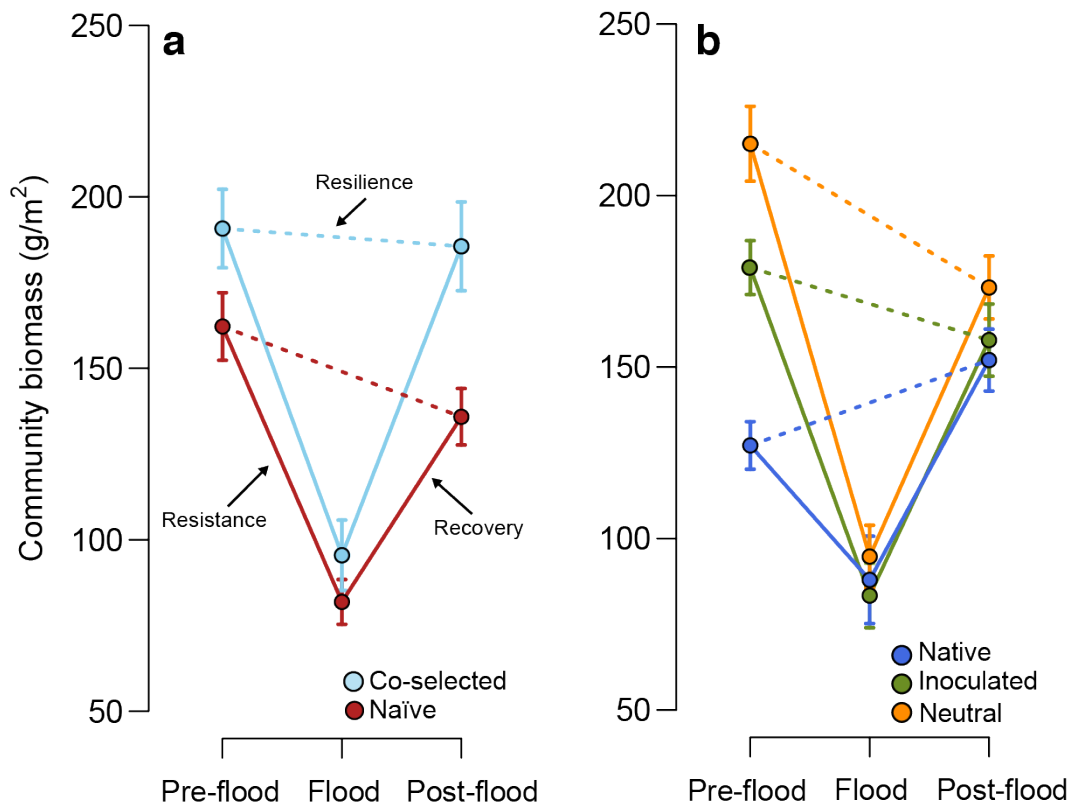 a
Community biomass (g/m²)
250
200
150
100
50
Resilience
Resistance
Recovery
Co-selected
Naïve
Pre-flood Flood Post-flood
b
250
200
150
100
50
Native
Inoculated
Neutral
Pre-flood Flood Post-flood